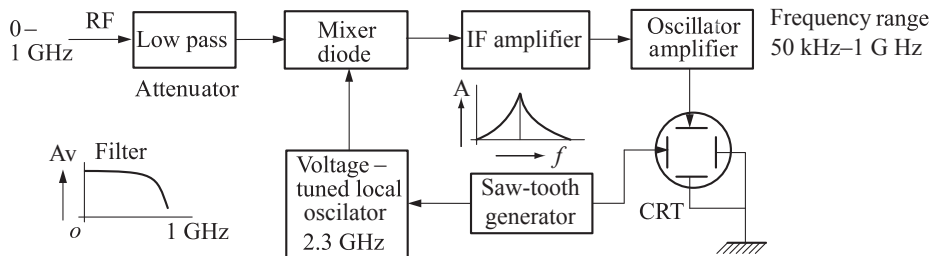 0–
1 GHz
RF
Low pass
Attenuator
Mixer
diode
IF amplifier
Oscillator
amplifier
Frequency range
50 kHz–1 G Hz
A
f
Av
Filter
o
1 GHz
Voltage –
tuned local
oscilator
2.3 GHz
Saw-tooth
generator
CRT